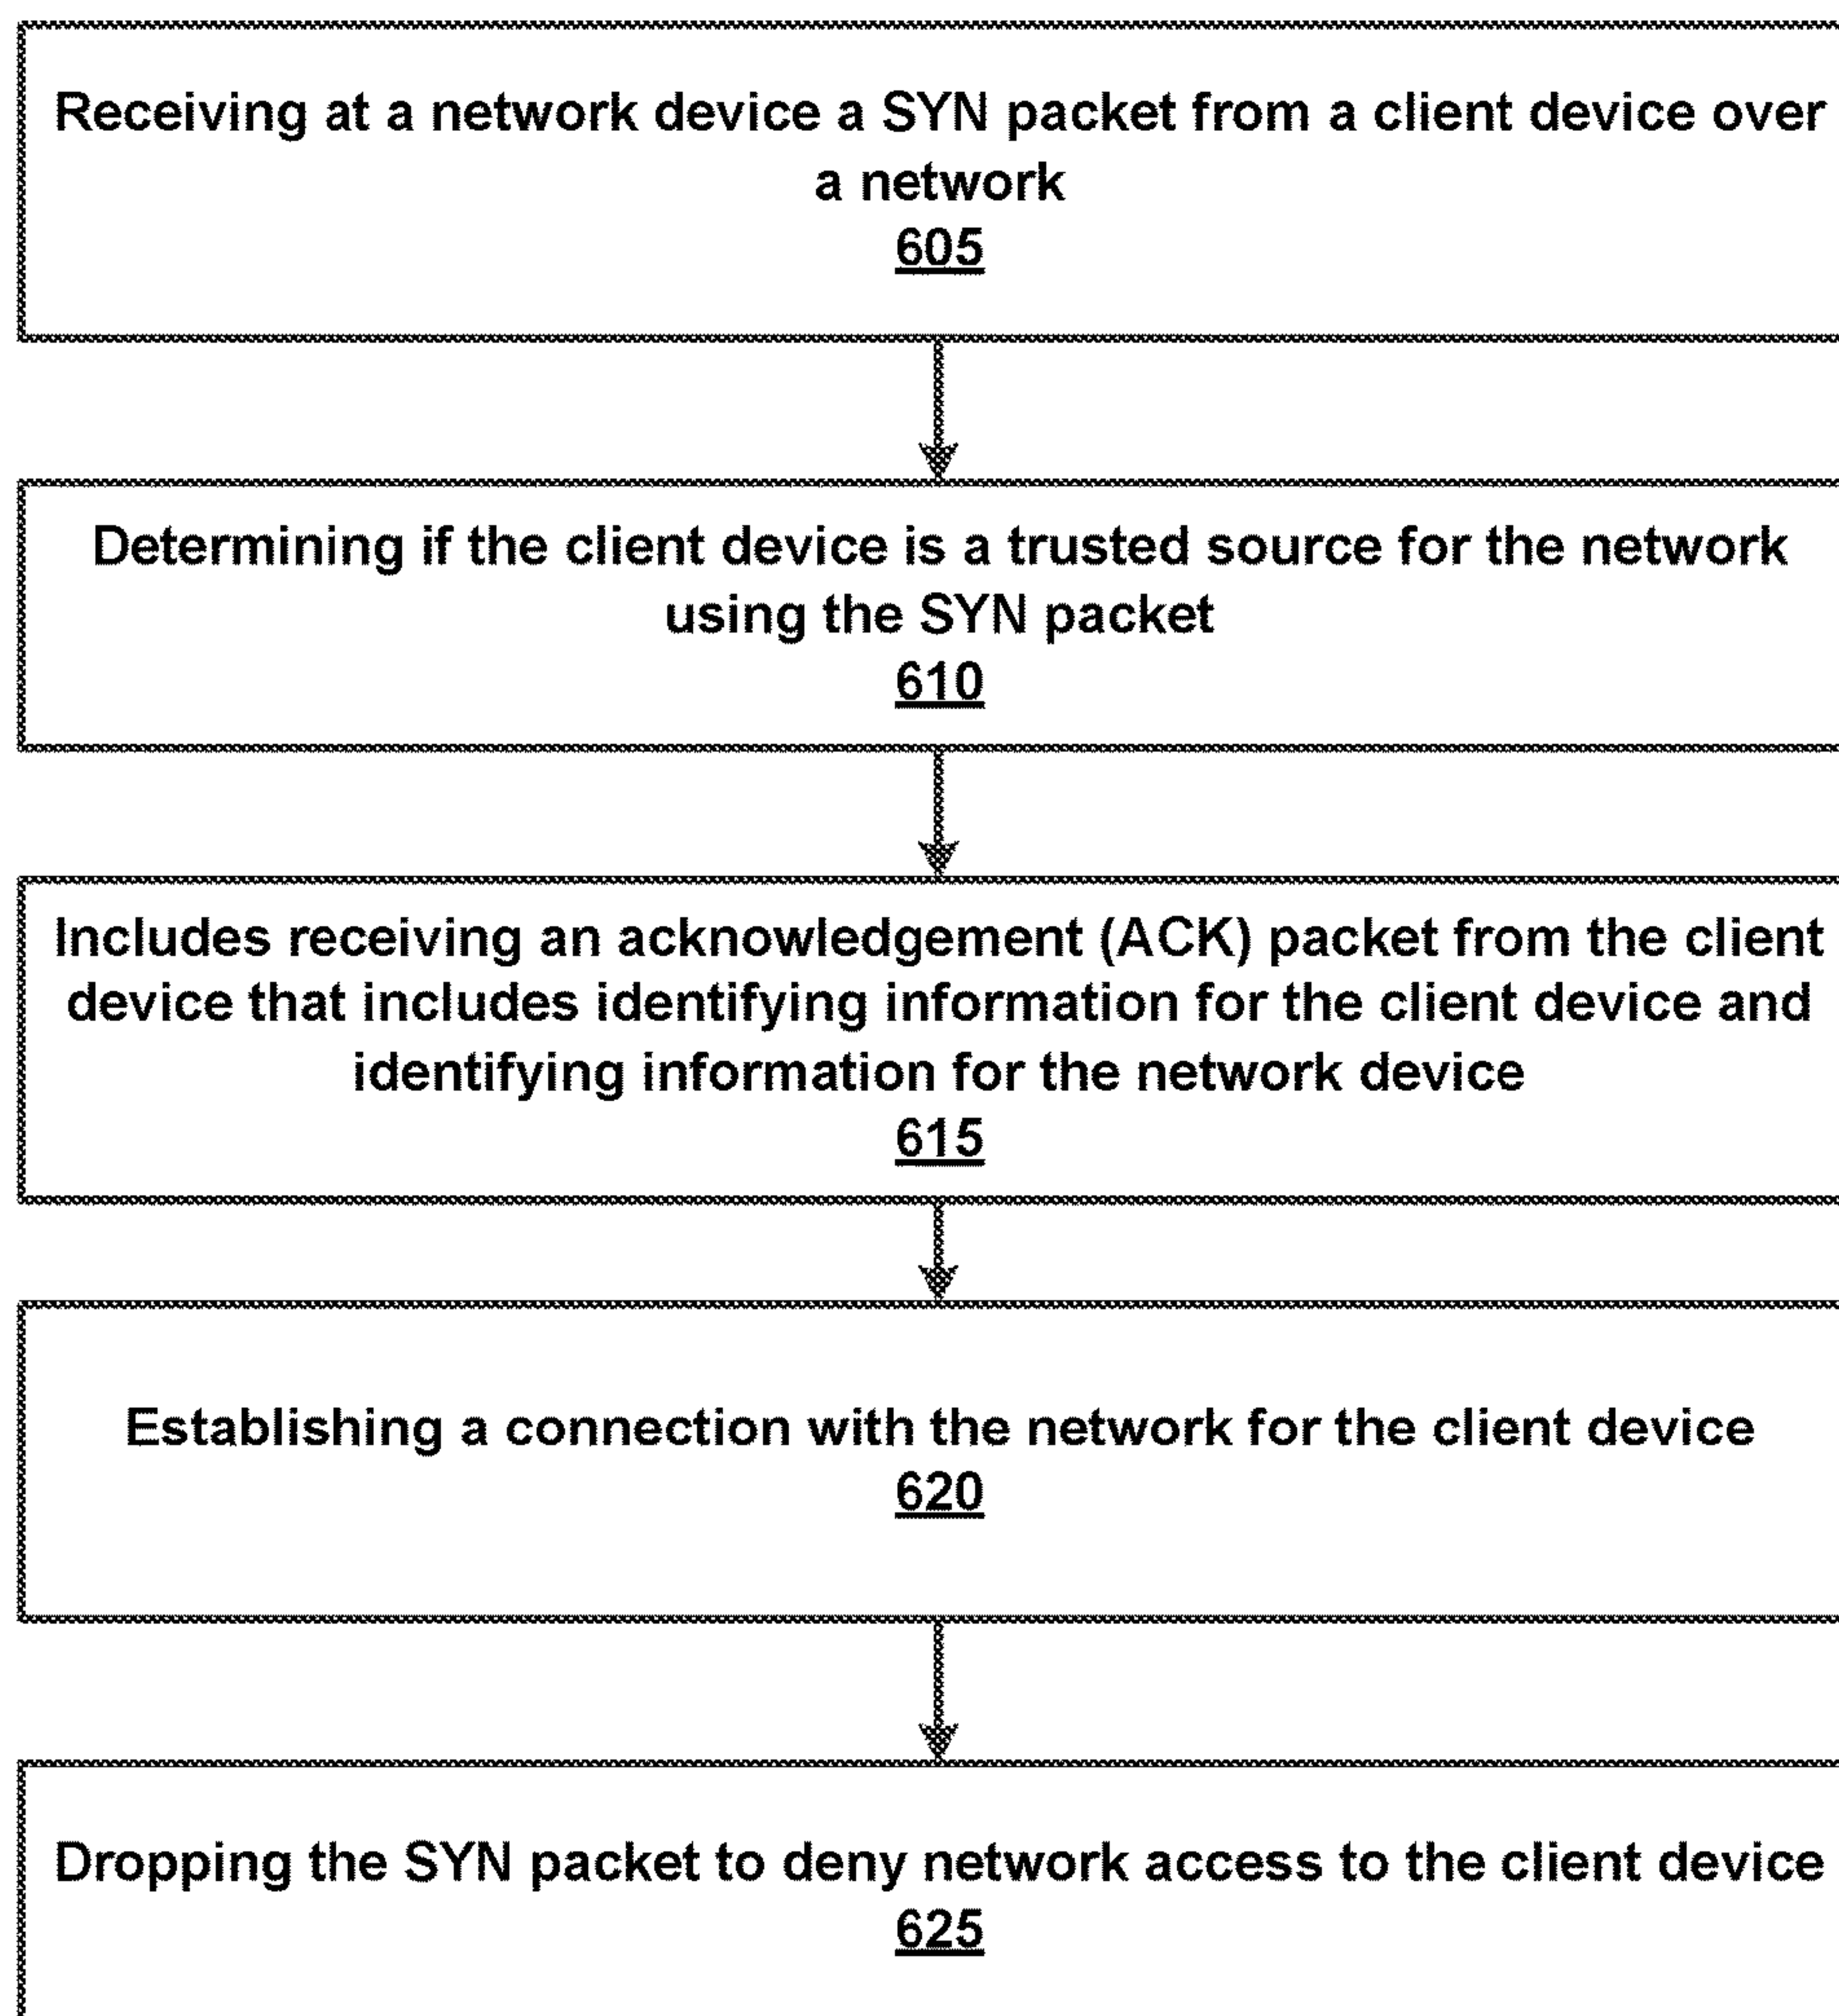 Receiving at a network device a SYN packet from a client device over
a network
605
Determining if the client device is a trusted source for the network
using the SYN packet
610
Includes receiving an acknowledgement (ACK) packet from the client
device that includes identifying information for the client device and
identifying information for the network device
615
Establishing a connection with the network for the client device
620
Dropping the SYN packet to deny network access to the client device
625